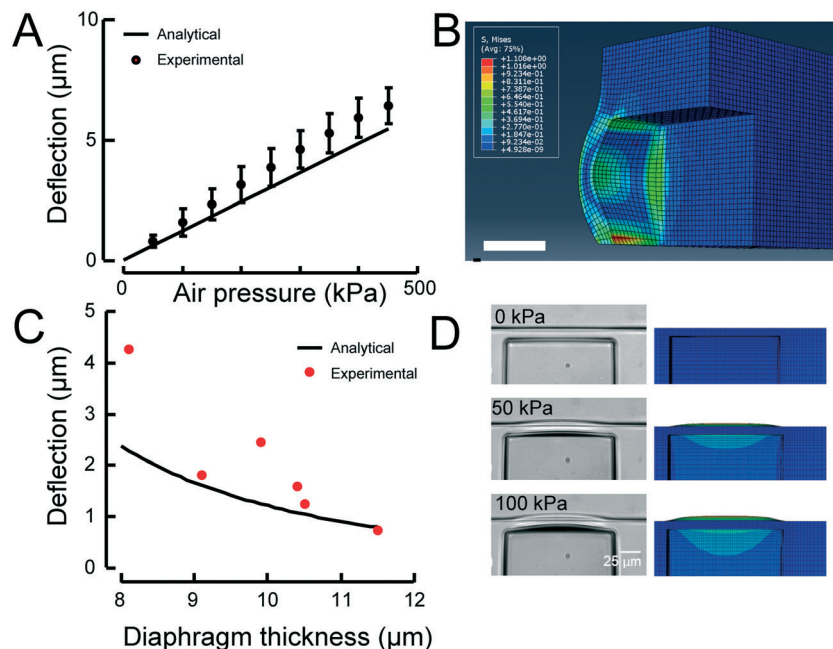 A
10
5
0
Deflection (µm)
Analytical
Experimental
0
Air pressure (kPa)
500
B
S, Mises
(Avg: 75%)
+1.108e+00
+1.016e+00
+9.234e-01
+8.311e-01
+7.387e-01
+6.464e-01
+5.540e-01
+4.617e-01
+3.694e-01
+2.770e-01
+1.847e-01
+9.234e-02
+4.928e-09
C
5
4
3
2
1
0
Deflection (µm)
Analytical
Experimental
8 9 10 11 12
Diaphragm thickness (µm)
D
0 kPa
50 kPa
100 kPa
25 µm